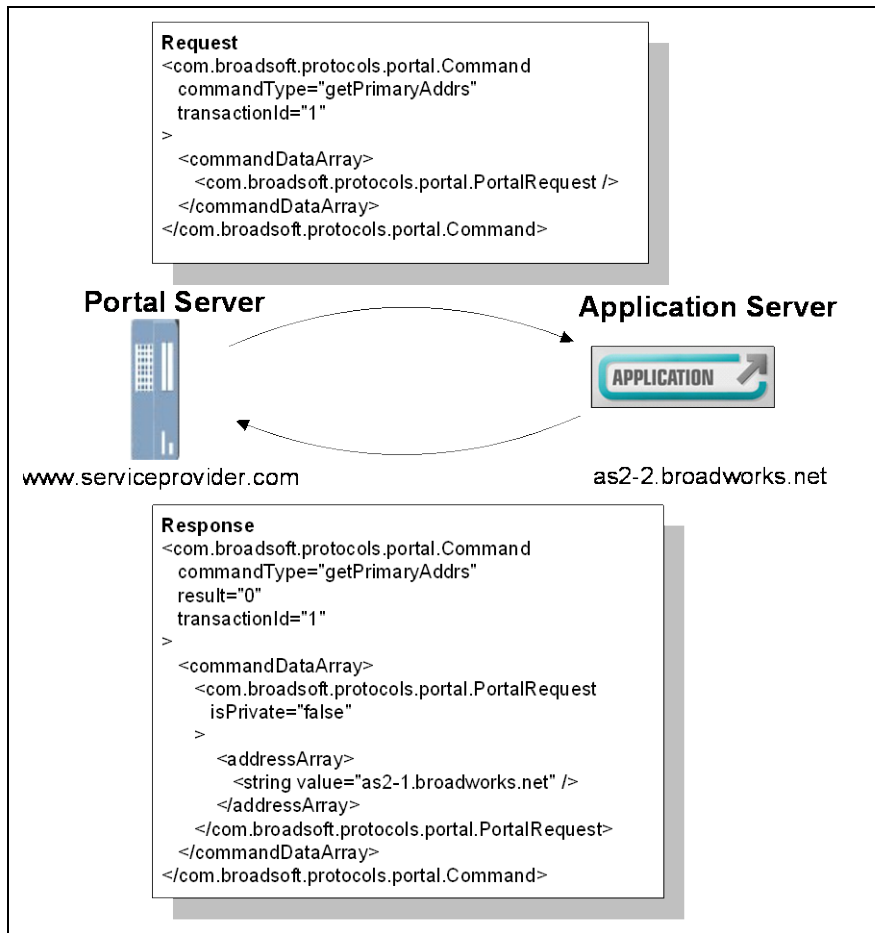 Request
<com.broadsoft.protocols.portal.Command
commandType="getPrimaryAddrs"
transactionId="1"
>
<commandDataArray>
<com.broadsoft.protocols.portal.PortalRequest />
</commandDataArray>
</com.broadsoft.protocols.portal.Command>
Portal Server
Application Server
APPLICATION
www.serviceprovider.com
as2-2.broadworks.net
Response
<com.broadsoft.protocols.portal.Command
commandType="getPrimaryAddrs"
result="0"
transactionId="1"
>
<commandDataArray>
<com.broadsoft.protocols.portal.PortalRequest
isPrivate="false"
>
<addressArray>
<string value="as2-1.broadworks.net" />
</addressArray>
</com.broadsoft.protocols.portal.PortalRequest>
</commandDataArray>
</com.broadsoft.protocols.portal.Command>